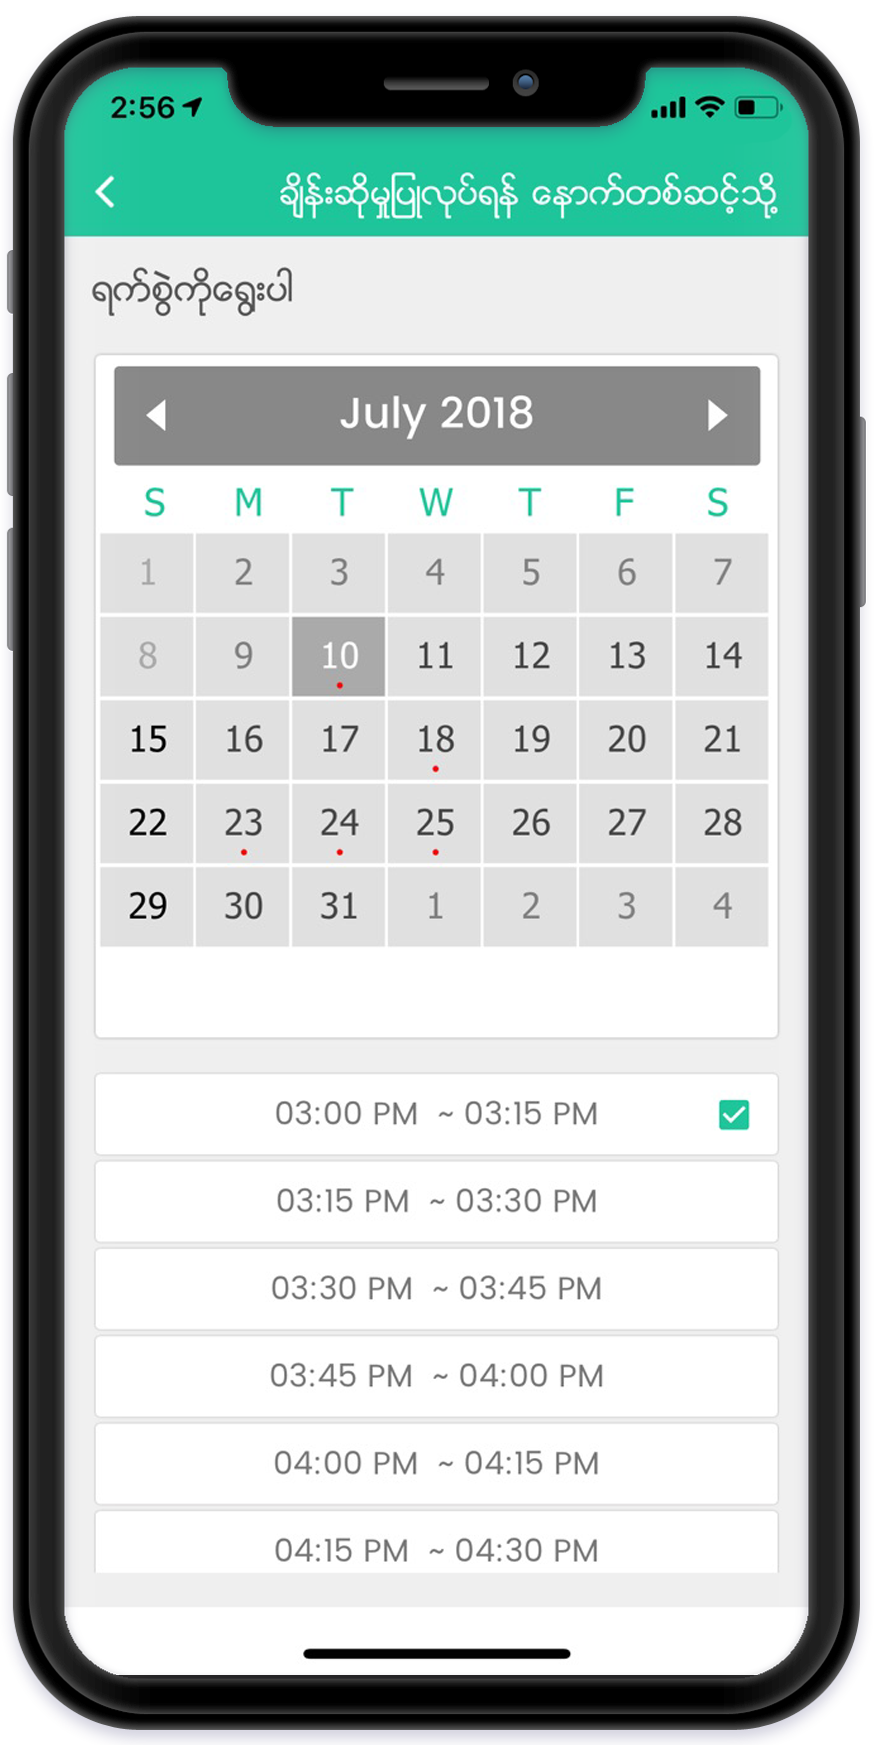 2:56
ချိန်းဆိုမှုပြုလုပ်ရန် နောက်တစ်ဆင့်သို့
ရက်စွဲကိုရွေးပါ
July 2018
S M T W T F S
1 2 3 4 5 6 7
8 9 10 11 12 13 14
15 16 17 18 19 20 21
22 23 24 25 26 27 28
29 30 31 1 2 3 4
03:00 PM ~ 03:15 PM
03:15 PM ~ 03:30 PM
03:30 PM ~ 03:45 PM
03:45 PM ~ 04:00 PM
04:00 PM ~ 04:15 PM
04:15 PM ~ 04:30 PM